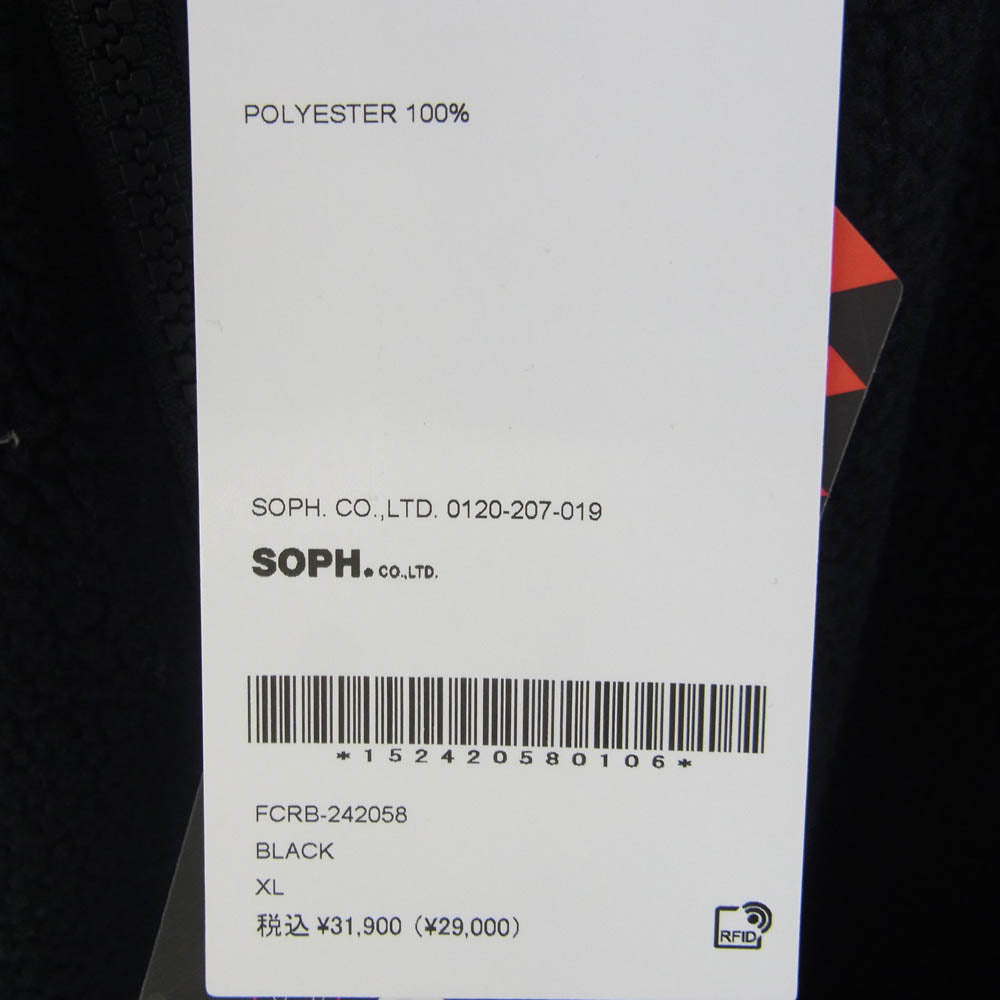 POLYESTER 100%
SOPH. CO.,LTD. 0120-207-019
SOPH. CO.,LTD.
*152420580106*
FCRB-242058
BLACK
XL
税込 ¥31,900 (¥29,000)
RFID